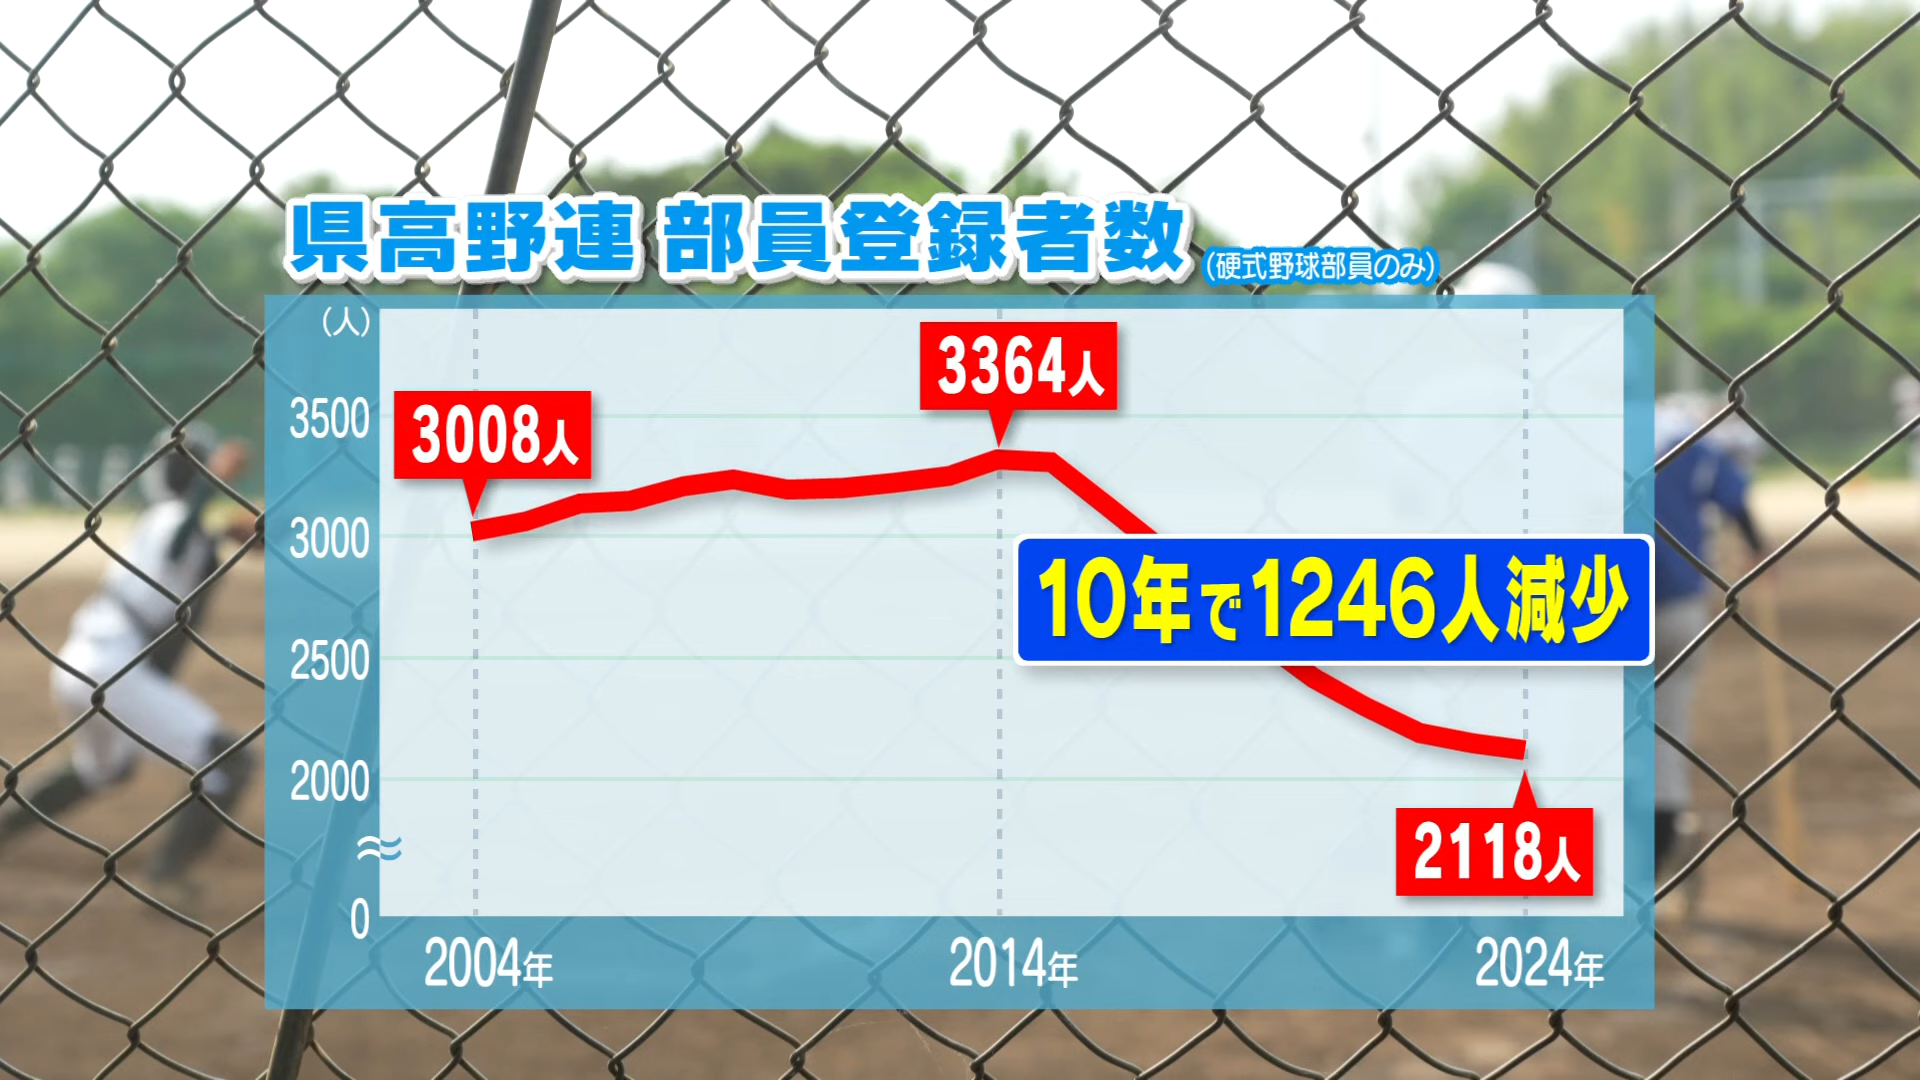 県高野連 部員登録者数 (硬式野球部員のみ)
(人)
3500
3000
2500
2000
0
3008人
3364人
10年で1246人減少
2118人
2004年 2014年 2024年